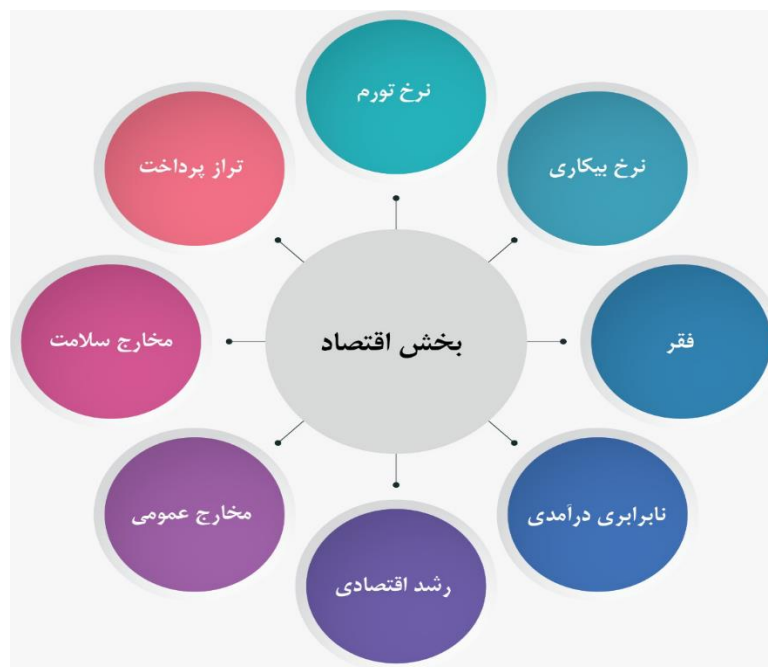 نرخ تورم
نرخ بیکاری
تراز پرداخت
فقر
بخش اقتصاد
مخارج سلامت
نابرابری درآمدی
مخارج عمومی
رشد اقتصادی